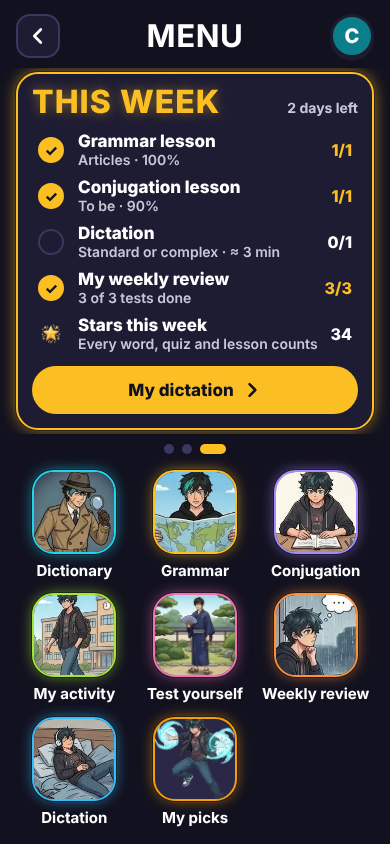 MENU
C
THIS WEEK
2 days left
Grammar lesson
Articles · 100%
1/1
Conjugation lesson
To be · 90%
1/1
Dictation
Standard or complex · ≈ 3 min
0/1
My weekly review
3 of 3 tests done
3/3
Stars this week
Every word, quiz and lesson counts
34
My dictation
Dictionary
Grammar
Conjugation
My activity
Test yourself
Weekly review
Dictation
My picks